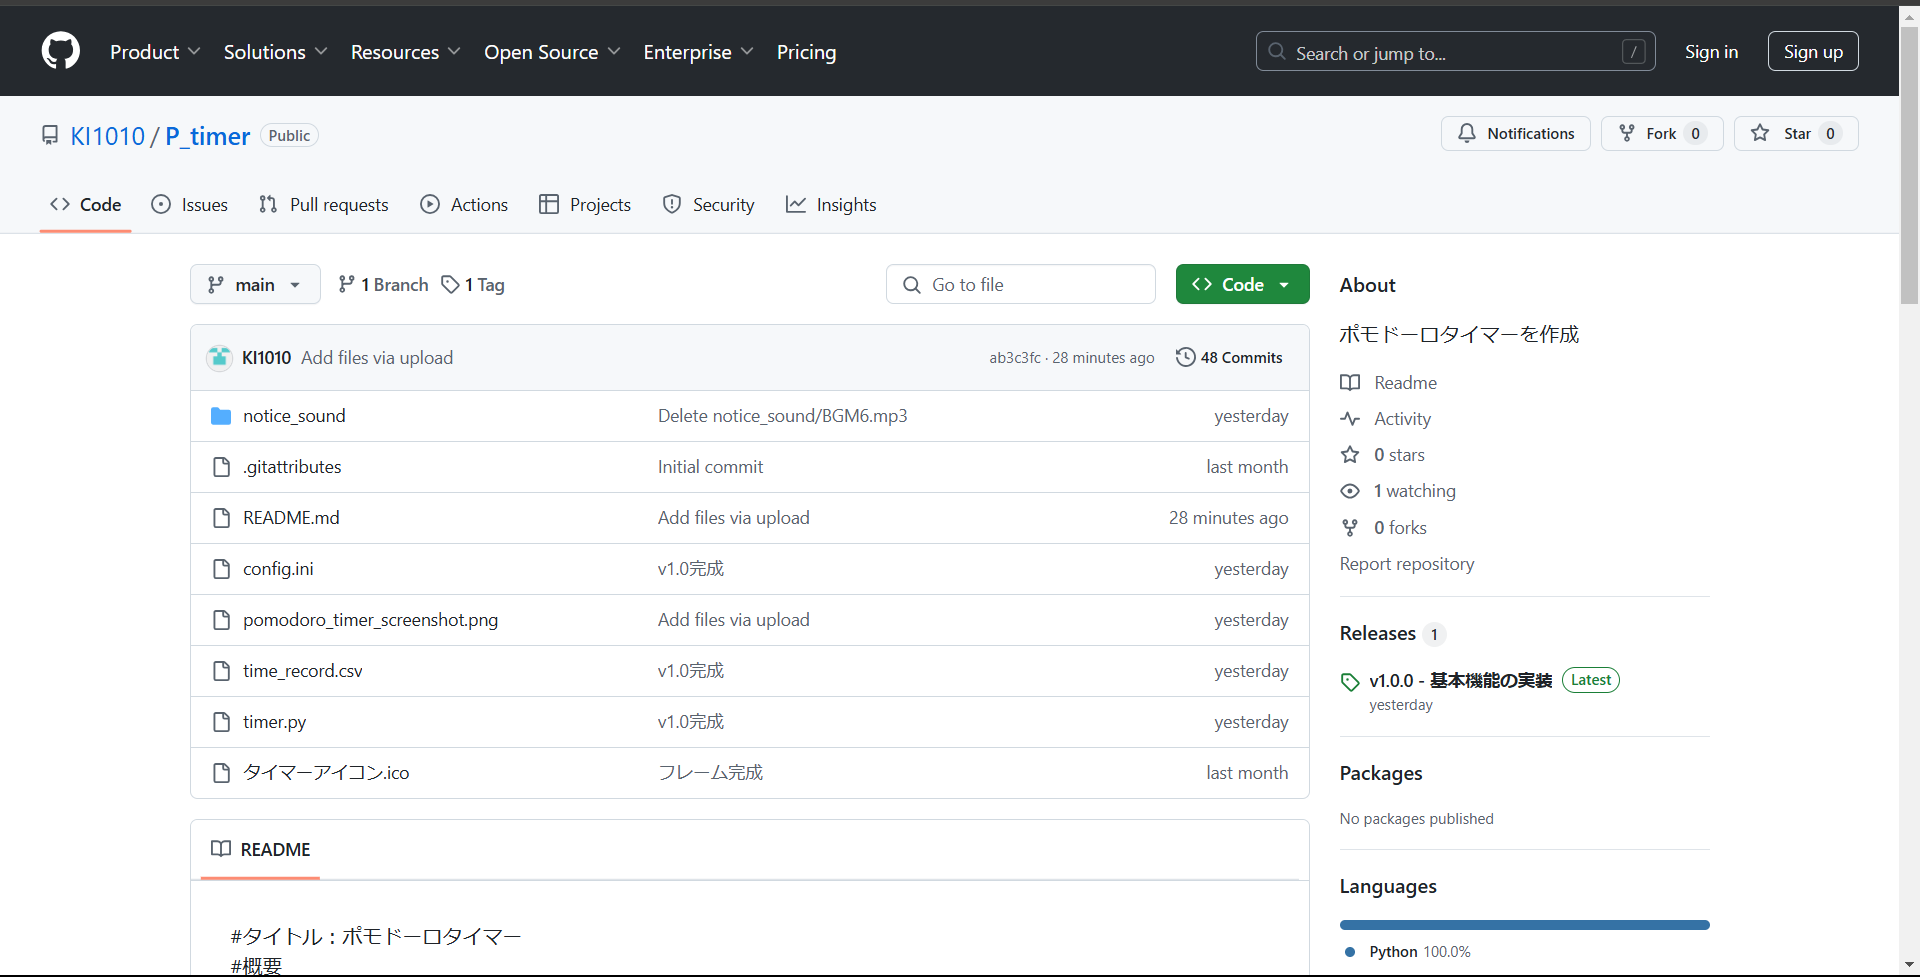 Product Solutions Resources Open Source Enterprise Pricing Search or jump to... / Sign in Sign up
KI1010 / P_timer Public Notifications Fork 0 Star 0
Code Issues Pull requests Actions Projects Security Insights
main 1 Branch 1 Tag Go to file Code
KI1010 Add files via upload ab3c3fc · 28 minutes ago 48 Commits
notice_sound Delete notice_sound/BGM6.mp3 yesterday
.gitattributes Initial commit last month
README.md Add files via upload 28 minutes ago
config.ini v1.0完成 yesterday
pomodoro_timer_screenshot.png Add files via upload yesterday
time_record.csv v1.0完成 yesterday
timer.py v1.0完成 yesterday
タイマーアイコン.ico フレーム完成 last month
README
#タイトル：ポモドーロタイマー
#概要
About
ポモドーロタイマーを作成
Readme
Activity
0 stars
1 watching
0 forks
Report repository
Releases 1
v1.0.0 - 基本機能の実装 Latest
yesterday
Packages
No packages published
Languages
Python 100.0%